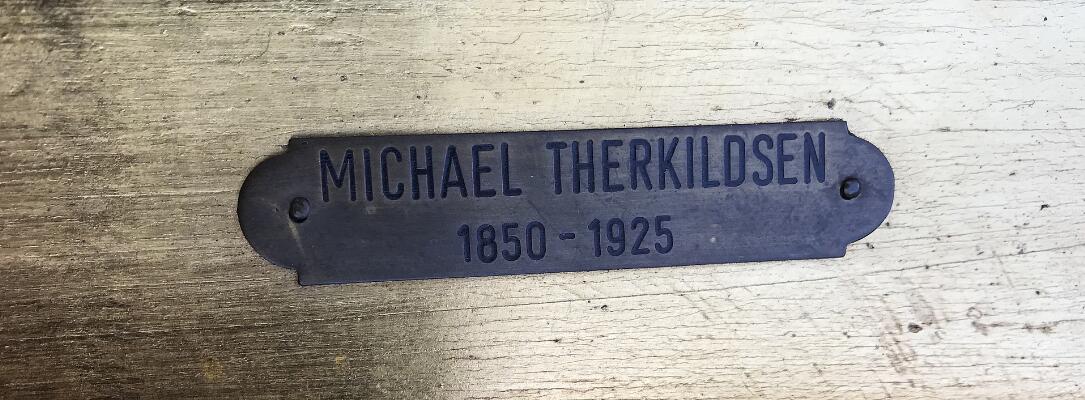 MICHAEL THERKILDSEN
1850 - 1925